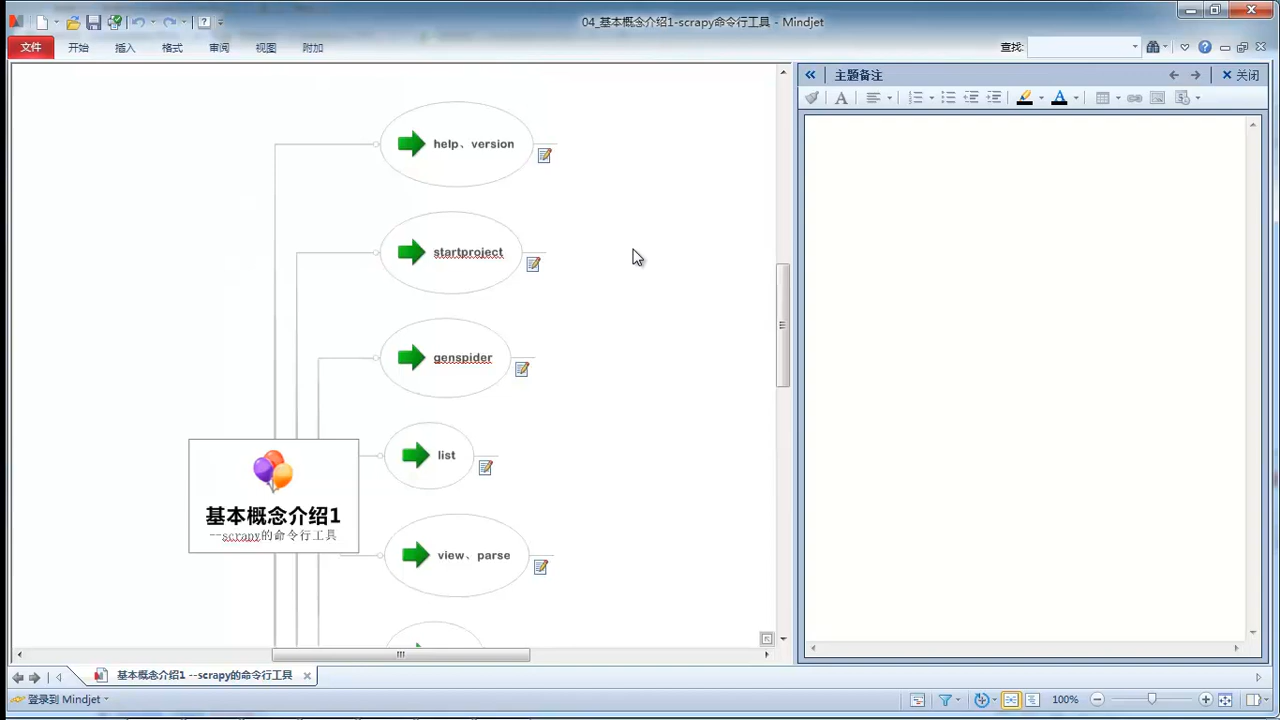 04_基本概念介绍1-scrapy命令行工具 - Mindjet
文件 开始 插入 格式 审阅 视图 附加 查找:
主题备注 关闭
help、version
startproject
genspider
list
基本概念介绍1
--scrapy的命令行工具
view、parse
基本概念介绍1 --scrapy的命令行工具
登录到 Mindjet 100%